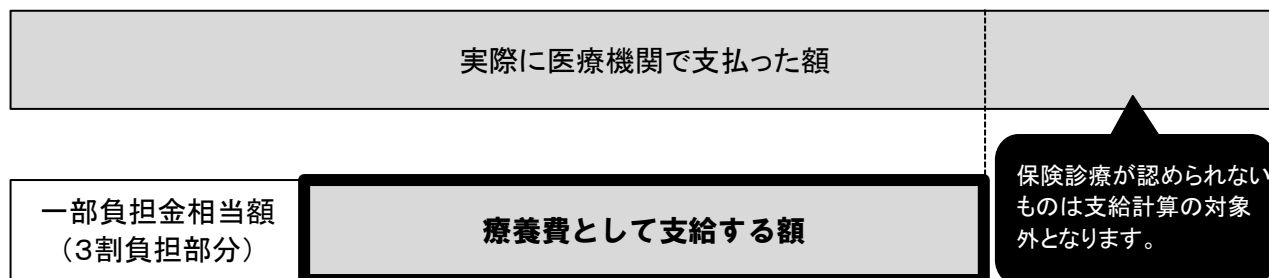 実際に医療機関で支払った額
一部負担金相当額
（３割負担部分）
療養費として支給する額
保険診療が認められない
ものは支給計算の対象
外となります。